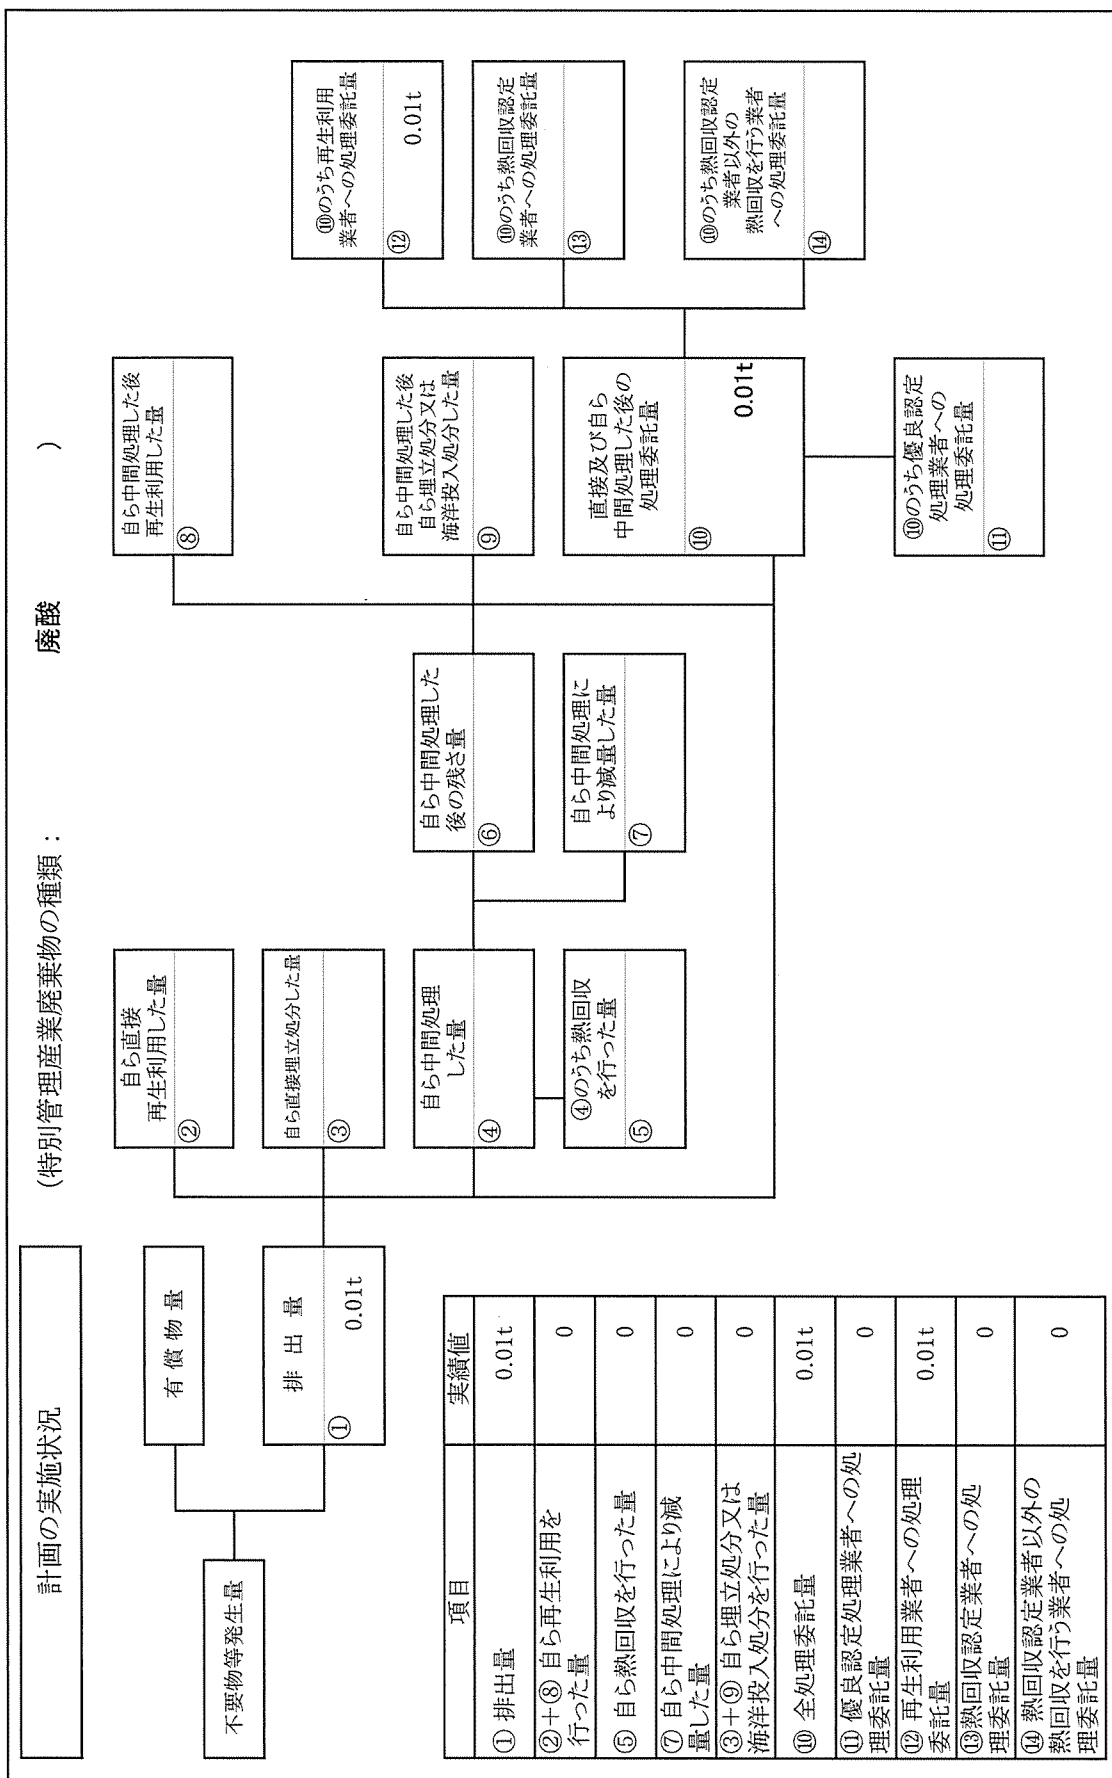 計画の実施状況
(特別管理産業廃棄物の種類： 廃酸 )
不要物等発生量
有 償 物 量
排 出 量
① 0.01t
自ら直接
再生利用した量
②
自ら直接埋立処分した量
③
自ら中間処理
した量
④
④のうち熱回収
を行った量
⑤
自ら中間処理した
後の残さ量
⑥
自ら中間処理に
より減量した量
⑦
自ら中間処理した後
再生利用した量
⑧
自ら中間処理した後
自ら埋立処分又は
海洋投入処分した量
⑨
直接及び自ら
中間処理した後の
処理委託量
⑩ 0.01t
⑩のうち優良認定
処理業者への
処理委託量
⑪
⑩のうち再生利用
業者への処理委託量
⑫ 0.01t
⑩のうち熱回収認定
業者への処理委託量
⑬
⑩のうち熱回収認定
業者以外の
熱回収を行う業者
への処理委託量
⑭
項目 実績値
① 排出量 0.01t
②＋⑧ 自ら再生利用を
行った量 0
⑤ 自ら熱回収を行った量 0
⑦ 自ら中間処理により減
量した量 0
③＋⑨ 自ら埋立処分又は
海洋投入処分を行った量 0
⑩ 全処理委託量 0.01t
⑪ 優良認定処理業者への処
理委託量 0
⑫ 再生利用業者への処理
委託量 0.01t
⑬熱回収認定業者への処
理委託量 0
⑭ 熱回収認定業者以外の
熱回収を行う業者への処
理委託量 0